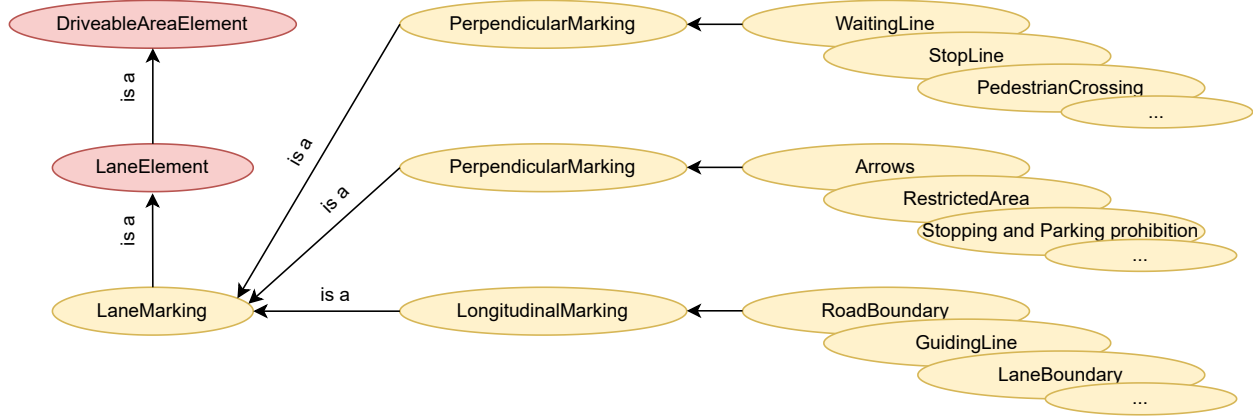 DriveableAreaElement
PerpendicularMarking
WaitingLine
StopLine
PedestrianCrossing
...
is a
is a
LaneElement
PerpendicularMarking
Arrows
RestrictedArea
Stopping and Parking prohibition
...
is a
is a
LaneMarking
is a
LongitudinalMarking
RoadBoundary
GuidingLine
LaneBoundary
...